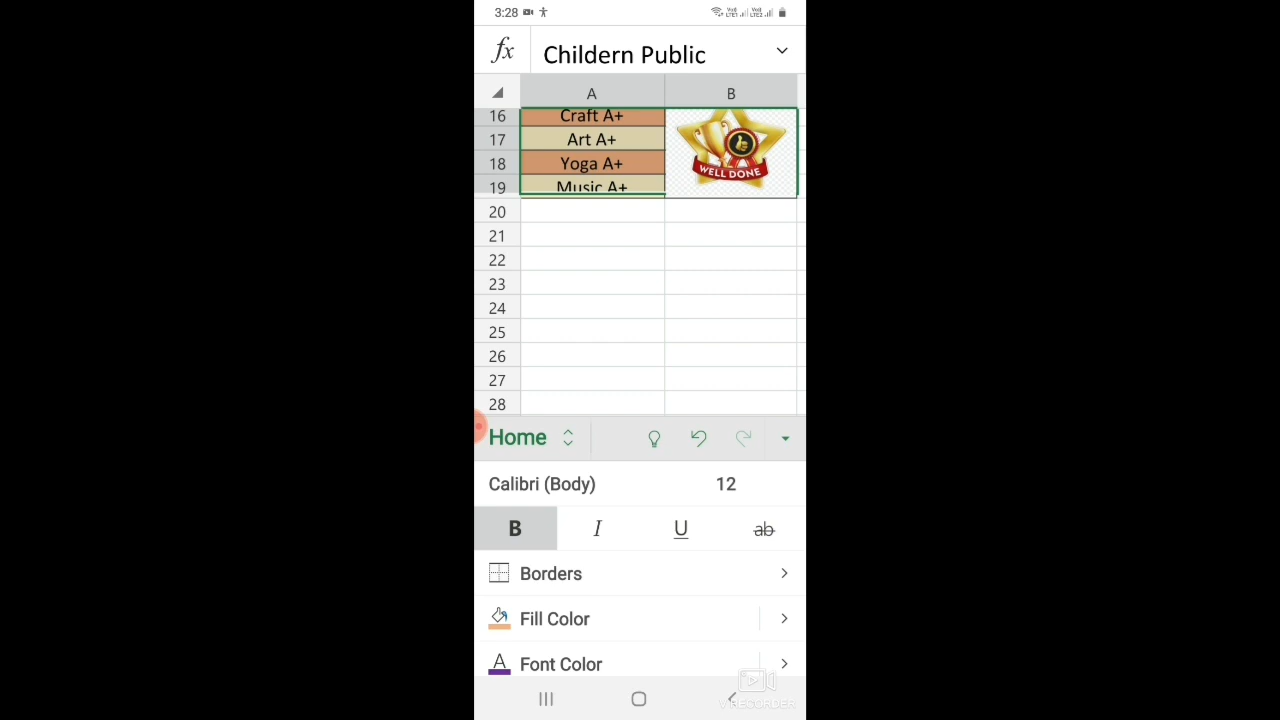 3:28
fx Childern Public
A B
16 Craft A+
17 Art A+
18 Yoga A+
19 Music A+
WELL DONE
20
21
22
23
24
25
26
27
28
Home
Calibri (Body) 12
B I U ab
Borders
Fill Color
A Font Color
V RECORDER